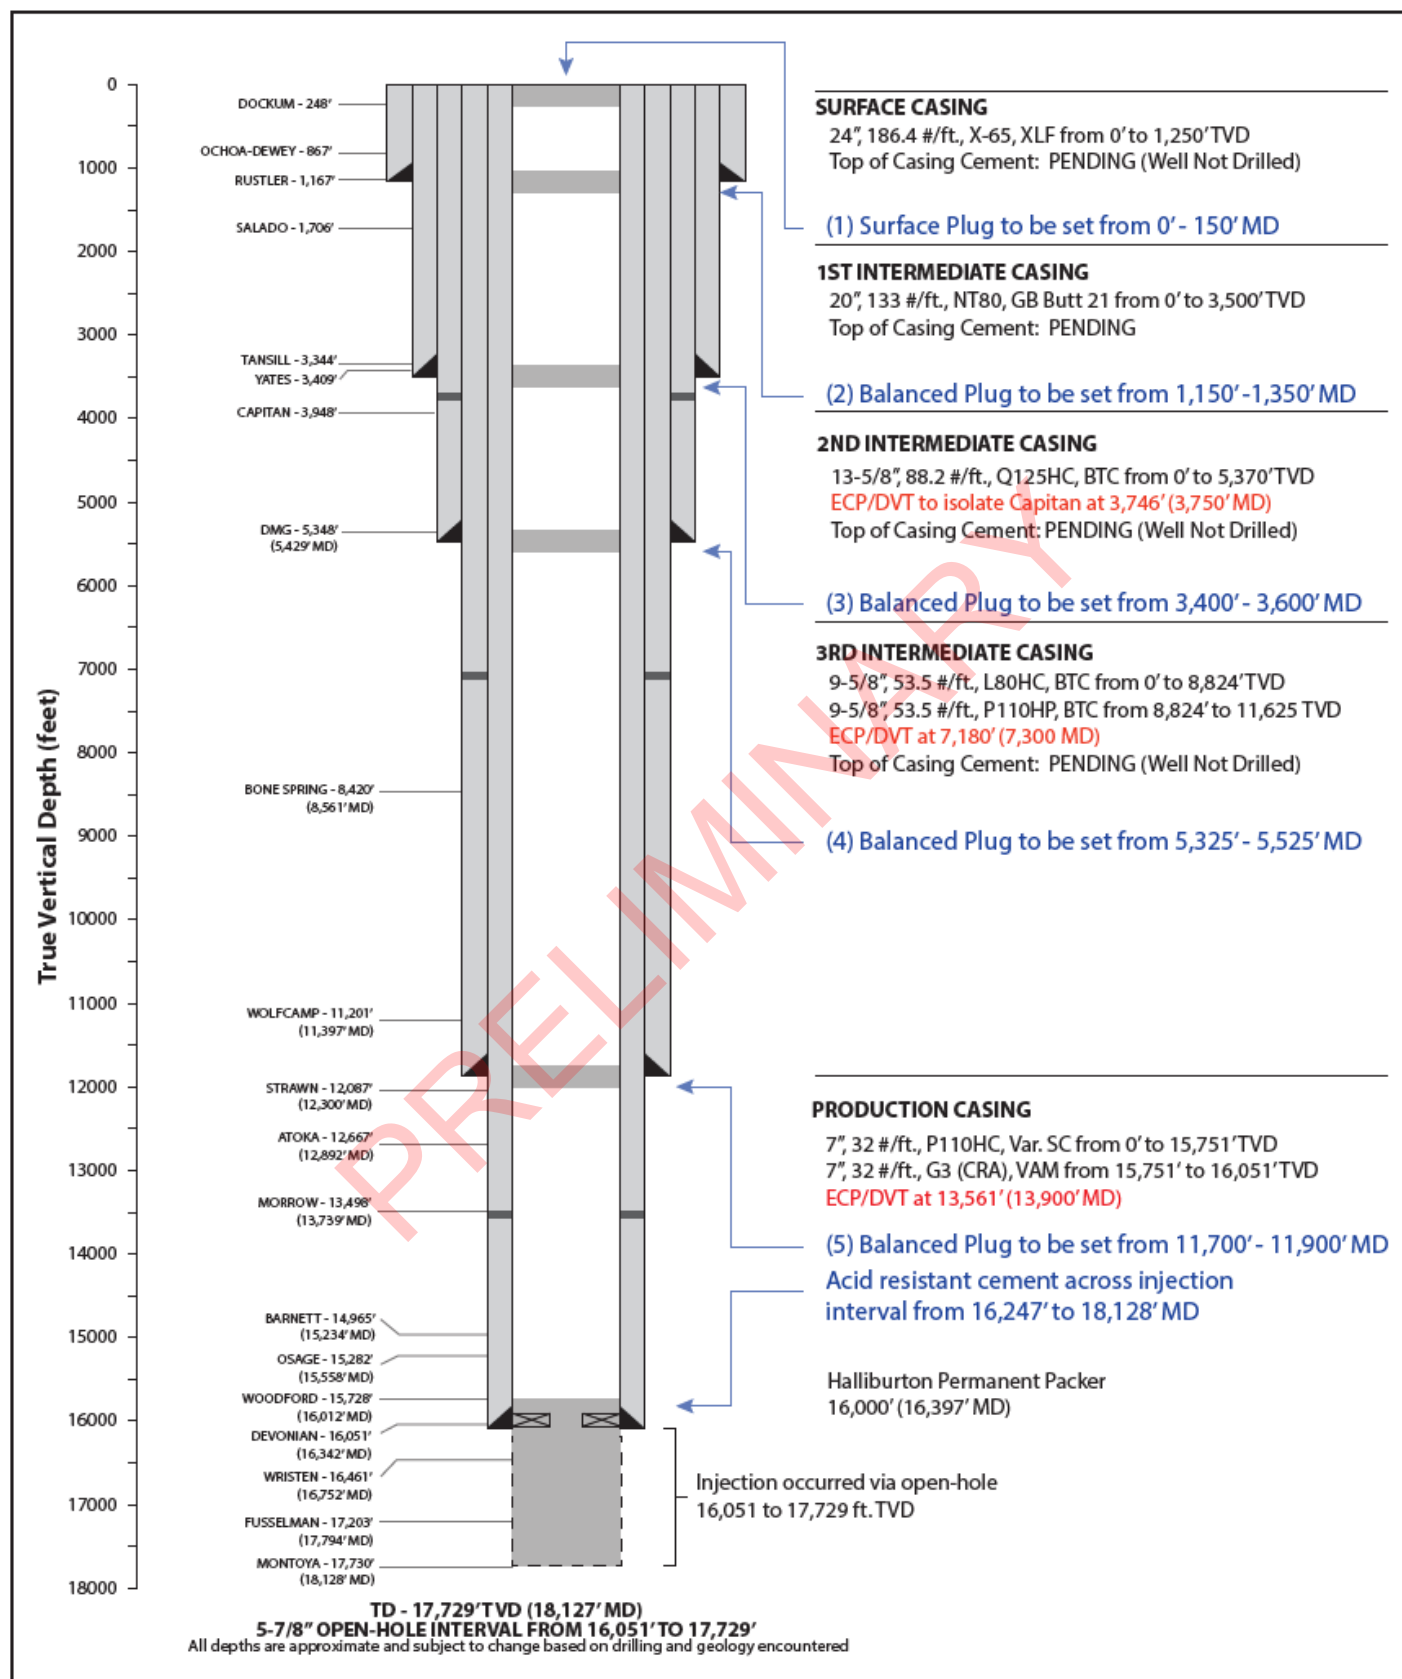 0
1000
2000
3000
4000
5000
6000
7000
8000
9000
10000
11000
12000
13000
14000
15000
16000
17000
18000
True Vertical Depth (feet)
DOCKUM - 248'
OCHOA-DEWEY - 867'
RUSTLER - 1,167'
SALADO - 1,706'
TANSILL - 3,344'
YATES - 3,409'
CAPITAN - 3,948'
DMG - 5,348'
(5,429' MD)
BONE SPRING - 8,420'
(8,561' MD)
WOLFCAMP - 11,201'
(11,397' MD)
STRAWN - 12,087'
(12,300' MD)
ATOKA - 12,667'
(12,892' MD)
MORROW - 13,498'
(13,739' MD)
BARNETT - 14,965'
(15,234' MD)
OSAGE - 15,282'
(15,558' MD)
WOODFORD - 15,728'
(16,012' MD)
DEVONIAN - 16,051'
(16,342' MD)
WRISTEN - 16,461'
(16,752' MD)
FUSSELMAN - 17,203'
(17,794' MD)
MONTOYA - 17,730'
(18,128' MD)
SURFACE CASING
24", 186.4 #/ft., X-65, XLF from 0' to 1,250' TVD
Top of Casing Cement: PENDING (Well Not Drilled)
(1) Surface Plug to be set from 0' - 150' MD
1ST INTERMEDIATE CASING
20", 133 #/ft., NT80, GB Butt 21 from 0' to 3,500' TVD
Top of Casing Cement: PENDING
(2) Balanced Plug to be set from 1,150' -1,350' MD
2ND INTERMEDIATE CASING
13-5/8", 88.2 #/ft., Q125HC, BTC from 0' to 5,370' TVD
ECP/DVT to isolate Capitan at 3,746' (3,750' MD)
Top of Casing Cement: PENDING (Well Not Drilled)
(3) Balanced Plug to be set from 3,400' - 3,600' MD
3RD INTERMEDIATE CASING
9-5/8", 53.5 #/ft., L80HC, BTC from 0' to 8,824' TVD
9-5/8", 53.5 #/ft., P110HP, BTC from 8,824' to 11,625 TVD
ECP/DVT at 7,180' (7,300 MD)
Top of Casing Cement: PENDING (Well Not Drilled)
(4) Balanced Plug to be set from 5,325' - 5,525' MD
PRODUCTION CASING
7", 32 #/ft., P110HC, Var. SC from 0' to 15,751' TVD
7", 32 #/ft., G3 (CRA), VAM from 15,751' to 16,051' TVD
ECP/DVT at 13,561' (13,900' MD)
(5) Balanced Plug to be set from 11,700' - 11,900' MD
Acid resistant cement across injection
interval from 16,247' to 18,128' MD
Halliburton Permanent Packer
16,000' (16,397' MD)
Injection occurred via open-hole
16,051 to 17,729 ft. TVD
PRELIMINARY
TD - 17,729' TVD (18,127' MD)
5-7/8" OPEN-HOLE INTERVAL FROM 16,051' TO 17,729'
All depths are approximate and subject to change based on drilling and geology encountered